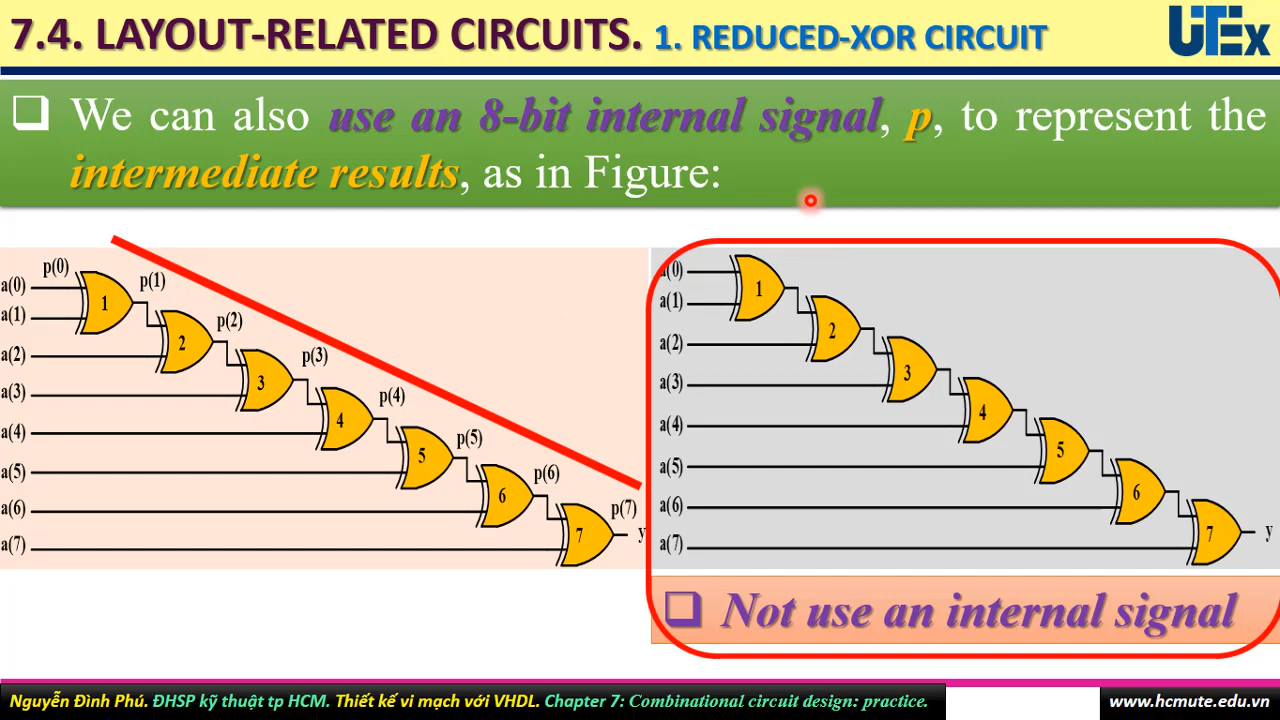 7.4. LAYOUT-RELATED CIRCUITS. 1. REDUCED-XOR CIRCUIT
UTEx
❑ We can also use an 8-bit internal signal, p, to represent the
intermediate results, as in Figure:
p(0)
a(0)
1
p(1)
a(1)
2
p(2)
a(2)
3
p(3)
a(3)
4
p(4)
a(4)
5
p(5)
a(5)
6
p(6)
a(6)
7
p(7)
y
a(7)
a(0)
1
a(1)
2
a(2)
3
a(3)
4
a(4)
5
a(5)
6
a(6)
7
y
a(7)
❑ Not use an internal signal
Nguyễn Đình Phú. ĐHSP kỹ thuật tp HCM. Thiết kế vi mạch với VHDL. Chapter 7: Combinational circuit design: practice.
www.hcmute.edu.vn